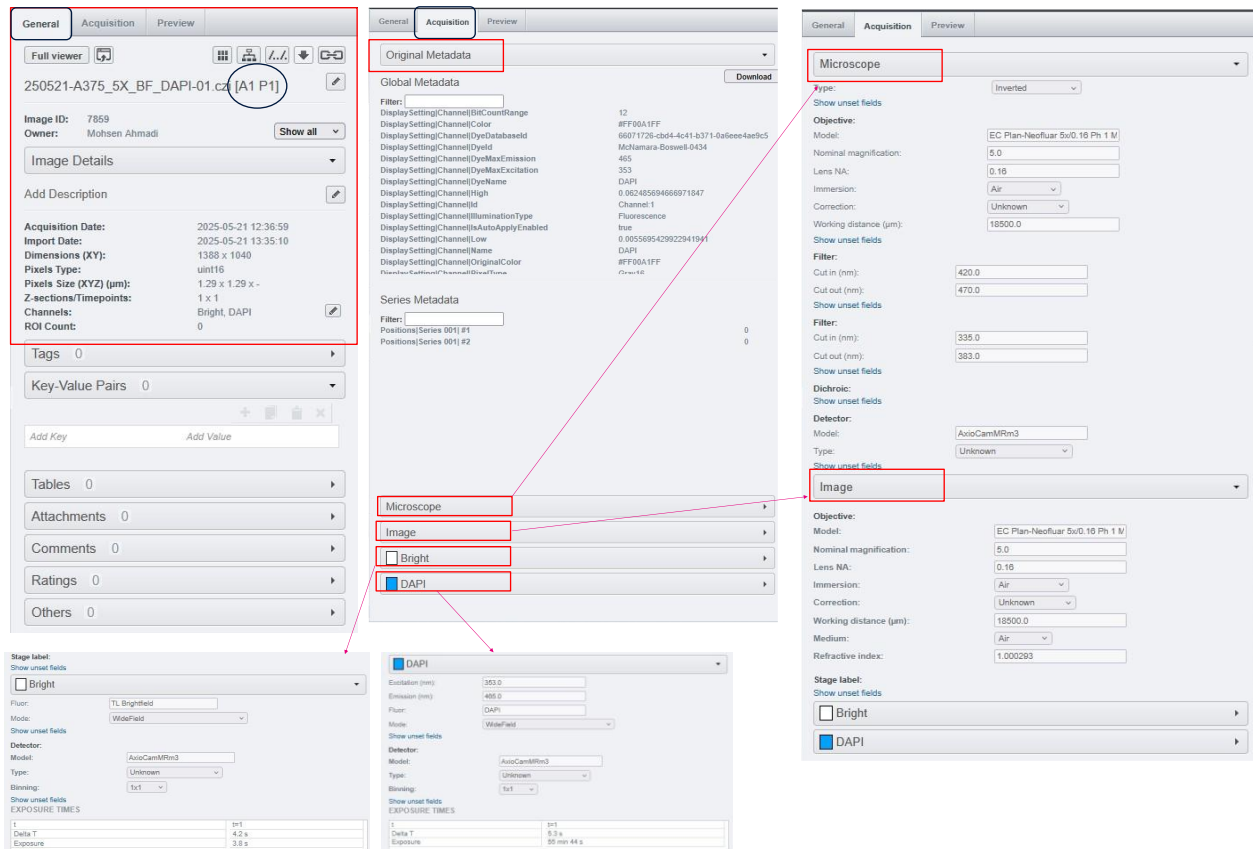 General Acquisition Preview
Full viewer
250521-A375_5X_BF_DAPI-01.czi [A1 P1]
Image ID: 7859
Owner: Mohsen Ahmadi Show all
Image Details
Add Description
Acquisition Date: 2025-05-21 12:36:59
Import Date: 2025-05-21 13:35:10
Dimensions (XY): 1388 x 1040
Pixels Type: uint16
Pixels Size (XYZ) (µm): 1.29 x 1.29 x -
Z-sections/Timepoints: 1 x 1
Channels: Bright, DAPI
ROI Count: 0
Tags 0
Key-Value Pairs 0
Add Key Add Value
Tables 0
Attachments 0
Comments 0
Ratings 0
Others 0
General Acquisition Preview
Original Metadata
Download
Global Metadata
Filter:
DisplaySetting|Channel|BitCountRange 12
DisplaySetting|Channel|Color #FF00A1FF
DisplaySetting|Channel|DyeDatabaseId 66071726-cbd4-4c41-b371-0a6eee4ae9c5
DisplaySetting|Channel|DyeId McNamara-Boswell-0434
DisplaySetting|Channel|DyeMaxEmission 465
DisplaySetting|Channel|DyeMaxExcitation 353
DisplaySetting|Channel|DyeName DAPI
DisplaySetting|Channel|High 0.062485694666971847
DisplaySetting|Channel|Id Channel:1
DisplaySetting|Channel|IlluminationType Fluorescence
DisplaySetting|Channel|IsAutoApplyEnabled true
DisplaySetting|Channel|Low 0.0055695429922941941
DisplaySetting|Channel|Name DAPI
DisplaySetting|Channel|OriginalColor #FF00A1FF
DisplaySetting|Channel|PixelType Gray16
Series Metadata
Filter:
Positions|Series 001| #1 0
Positions|Series 001| #2 0
Microscope
Image
Bright
DAPI
General Acquisition Preview
Microscope
Type: Inverted
Show unset fields
Objective:
Model: EC Plan-Neofluar 5x/0.16 Ph 1 M
Nominal magnification: 5.0
Lens NA: 0.16
Immersion: Air
Correction: Unknown
Working distance (µm): 18500.0
Show unset fields
Filter:
Cut in (nm): 420.0
Cut out (nm): 470.0
Show unset fields
Filter:
Cut in (nm): 335.0
Cut out (nm): 383.0
Show unset fields
Dichroic:
Show unset fields
Detector:
Model: AxioCamMRm3
Type: Unknown
Show unset fields
Image
Objective:
Model: EC Plan-Neofluar 5x/0.16 Ph 1 M
Nominal magnification: 5.0
Lens NA: 0.16
Immersion: Air
Correction: Unknown
Working distance (µm): 18500.0
Medium: Air
Refractive index: 1.000293
Stage label:
Show unset fields
Bright
DAPI
Stage label:
Show unset fields
Bright
Fluor: TL Brightfield
Mode: WideField
Show unset fields
Detector:
Model: AxioCamMRm3
Type: Unknown
Binning: 1x1
Show unset fields
EXPOSURE TIMES
t t=1
Delta T 4.2 s
Exposure 3.8 s
DAPI
Excitation (nm): 353.0
Emission (nm): 465.0
Fluor: DAPI
Mode: WideField
Show unset fields
Detector:
Model: AxioCamMRm3
Type: Unknown
Binning: 1x1
Show unset fields
EXPOSURE TIMES
t t=1
Delta T 5.3 s
Exposure 55 min 44 s